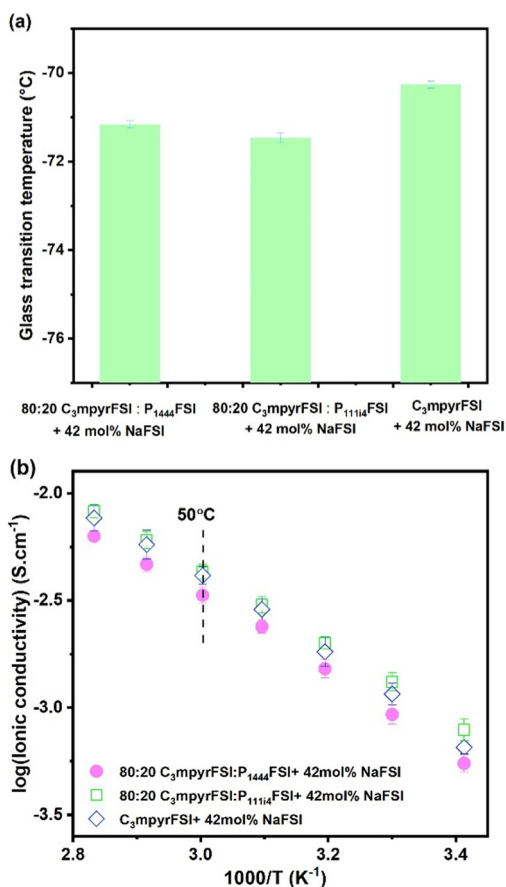 (a)
Glass transition temperature (°C)
-70
-72
-74
-76
80:20 C₃mpyrFSI : P₁₄₄₄FSI
+ 42 mol% NaFSI
80:20 C₃mpyrFSI : P₁₁₁ᵢ₄FSI
+ 42 mol% NaFSI
C₃mpyrFSI
+ 42 mol% NaFSI
(b)
log(Ionic conductivity) (S.cm⁻¹)
-2.0
-2.5
-3.0
-3.5
50°C
80:20 C₃mpyrFSI:P₁₄₄₄FSI+ 42mol% NaFSI
80:20 C₃mpyrFSI:P₁₁₁ᵢ₄FSI+ 42mol% NaFSI
C₃mpyrFSI+ 42mol% NaFSI
2.8 3.0 3.2 3.4
1000/T (K⁻¹)